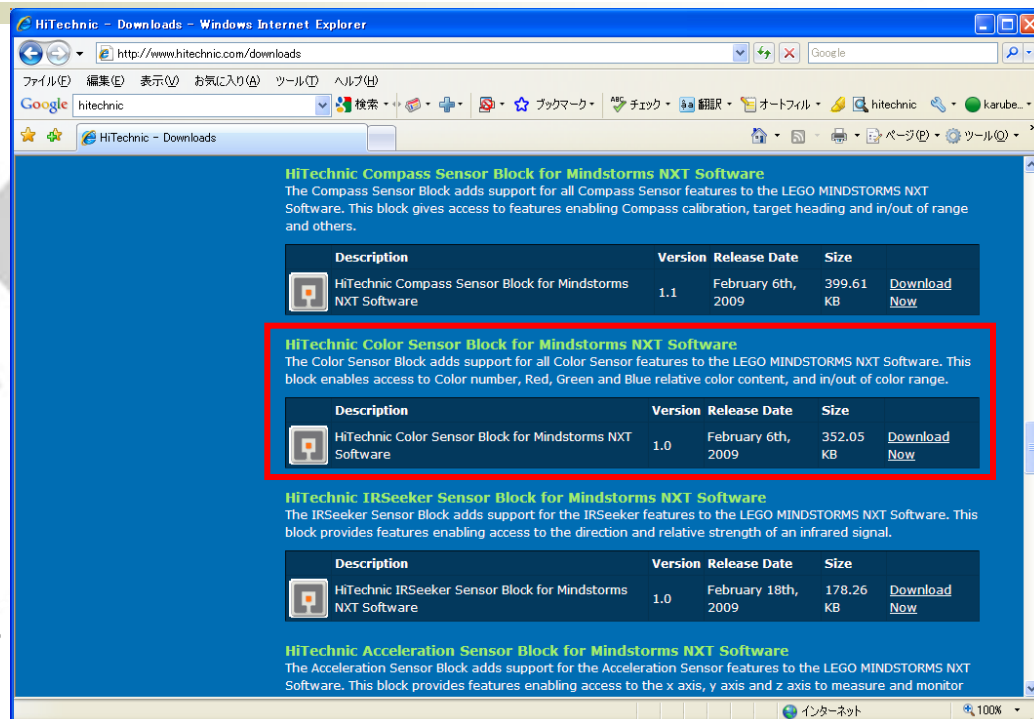 HiTechnic - Downloads - Windows Internet Explorer
http://www.hitechnic.com/downloads
Google
ファイル(F) 編集(E) 表示(V) お気に入り(A) ツール(T) ヘルプ(H)
Google hitechnic 検索 ブックマーク ABC チェック 翻訳 オートフィル hitechnic karube...
HiTechnic - Downloads ページ(P) ツール(O)
HiTechnic Compass Sensor Block for Mindstorms NXT Software
The Compass Sensor Block adds support for all Compass Sensor features to the LEGO MINDSTORMS NXT
Software. This block gives access to features enabling Compass calibration, target heading and in/out of range
and others.
Description Version Release Date Size
HiTechnic Compass Sensor Block for Mindstorms
NXT Software
1.1
February 6th,
2009
399.61
KB
Download
Now
HiTechnic Color Sensor Block for Mindstorms NXT Software
The Color Sensor Block adds support for all Color Sensor features to the LEGO MINDSTORMS NXT Software. This
block enables access to Color number, Red, Green and Blue relative color content, and in/out of color range.
Description Version Release Date Size
HiTechnic Color Sensor Block for Mindstorms NXT
Software
1.0
February 6th,
2009
352.05
KB
Download
Now
HiTechnic IRSeeker Sensor Block for Mindstorms NXT Software
The IRSeeker Sensor Block adds support for the IRSeeker features to the LEGO MINDSTORMS NXT Software. This
block provides features enabling access to the direction and relative strength of an infrared signal.
Description Version Release Date Size
HiTechnic IRSeeker Sensor Block for Mindstorms
NXT Software
1.0
February 18th,
2009
178.26
KB
Download
Now
HiTechnic Acceleration Sensor Block for Mindstorms NXT Software
The Acceleration Sensor Block adds support for the Acceleration Sensor features to the LEGO MINDSTORMS NXT
Software. This block provides features enabling access to the x axis, y axis and z axis to measure and monitor
インターネット 100%